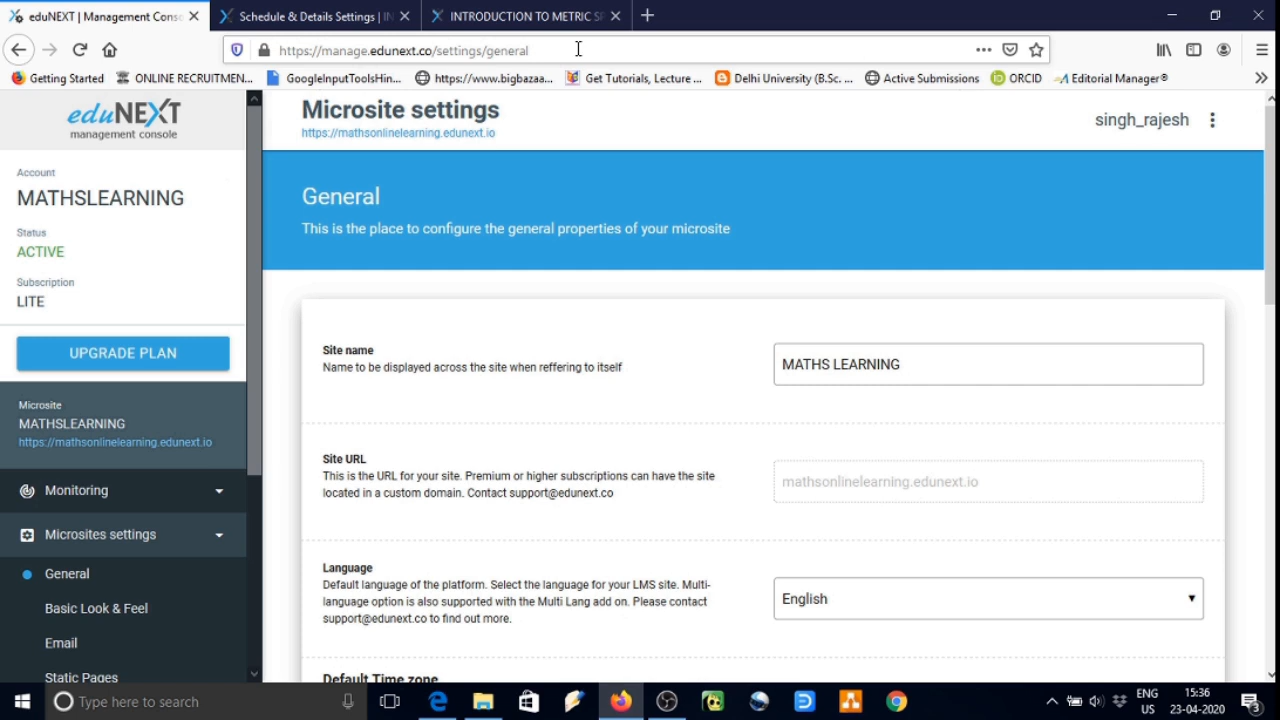 eduNEXT | Management Conso
Schedule & Details Settings | IN
INTRODUCTION TO METRIC SP
https://manage.edunext.co/settings/general
Getting Started
ONLINE RECRUITMEN...
GoogleInputToolsHin...
https://www.bigbazaa...
Get Tutorials, Lecture ...
Delhi University (B.Sc. ...
Active Submissions
ORCID
Editorial Manager®
eduNEXT
management console
Microsite settings
https://mathsonlinelearning.edunext.io
singh_rajesh
Account
MATHSLEARNING
Status
ACTIVE
Subscription
LITE
UPGRADE PLAN
Microsite
MATHSLEARNING
https://mathsonlinelearning.edunext.io
Monitoring
Microsites settings
General
Basic Look & Feel
Email
Static Pages
General
This is the place to configure the general properties of your microsite
Site name
Name to be displayed across the site when reffering to itself
MATHS LEARNING
Site URL
This is the URL for your site. Premium or higher subscriptions can have the site
located in a custom domain. Contact support@edunext.co
mathsonlinelearning.edunext.io
Language
Default language of the platform. Select the language for your LMS site. Multi-
language option is also supported with the Multi Lang add on. Please contact
support@edunext.co to find out more.
English
Default Time zone
Type here to search
ENG
US
15:36
23-04-2020
3